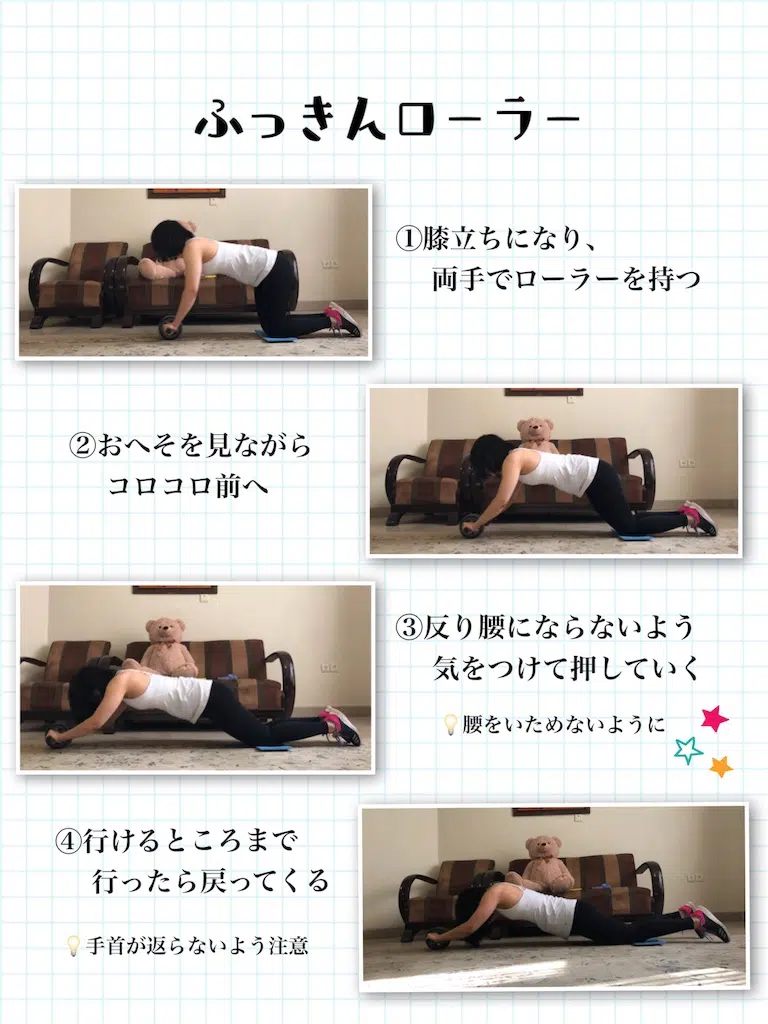 ふっきんローラー
①膝立ちになり、
両手でローラーを持つ
②おへそを見ながら
コロコロ前へ
③反り腰にならないよう
気をつけて押していく
💡腰をいためないように
④行けるところまで
行ったら戻ってくる
💡手首が返らないよう注意